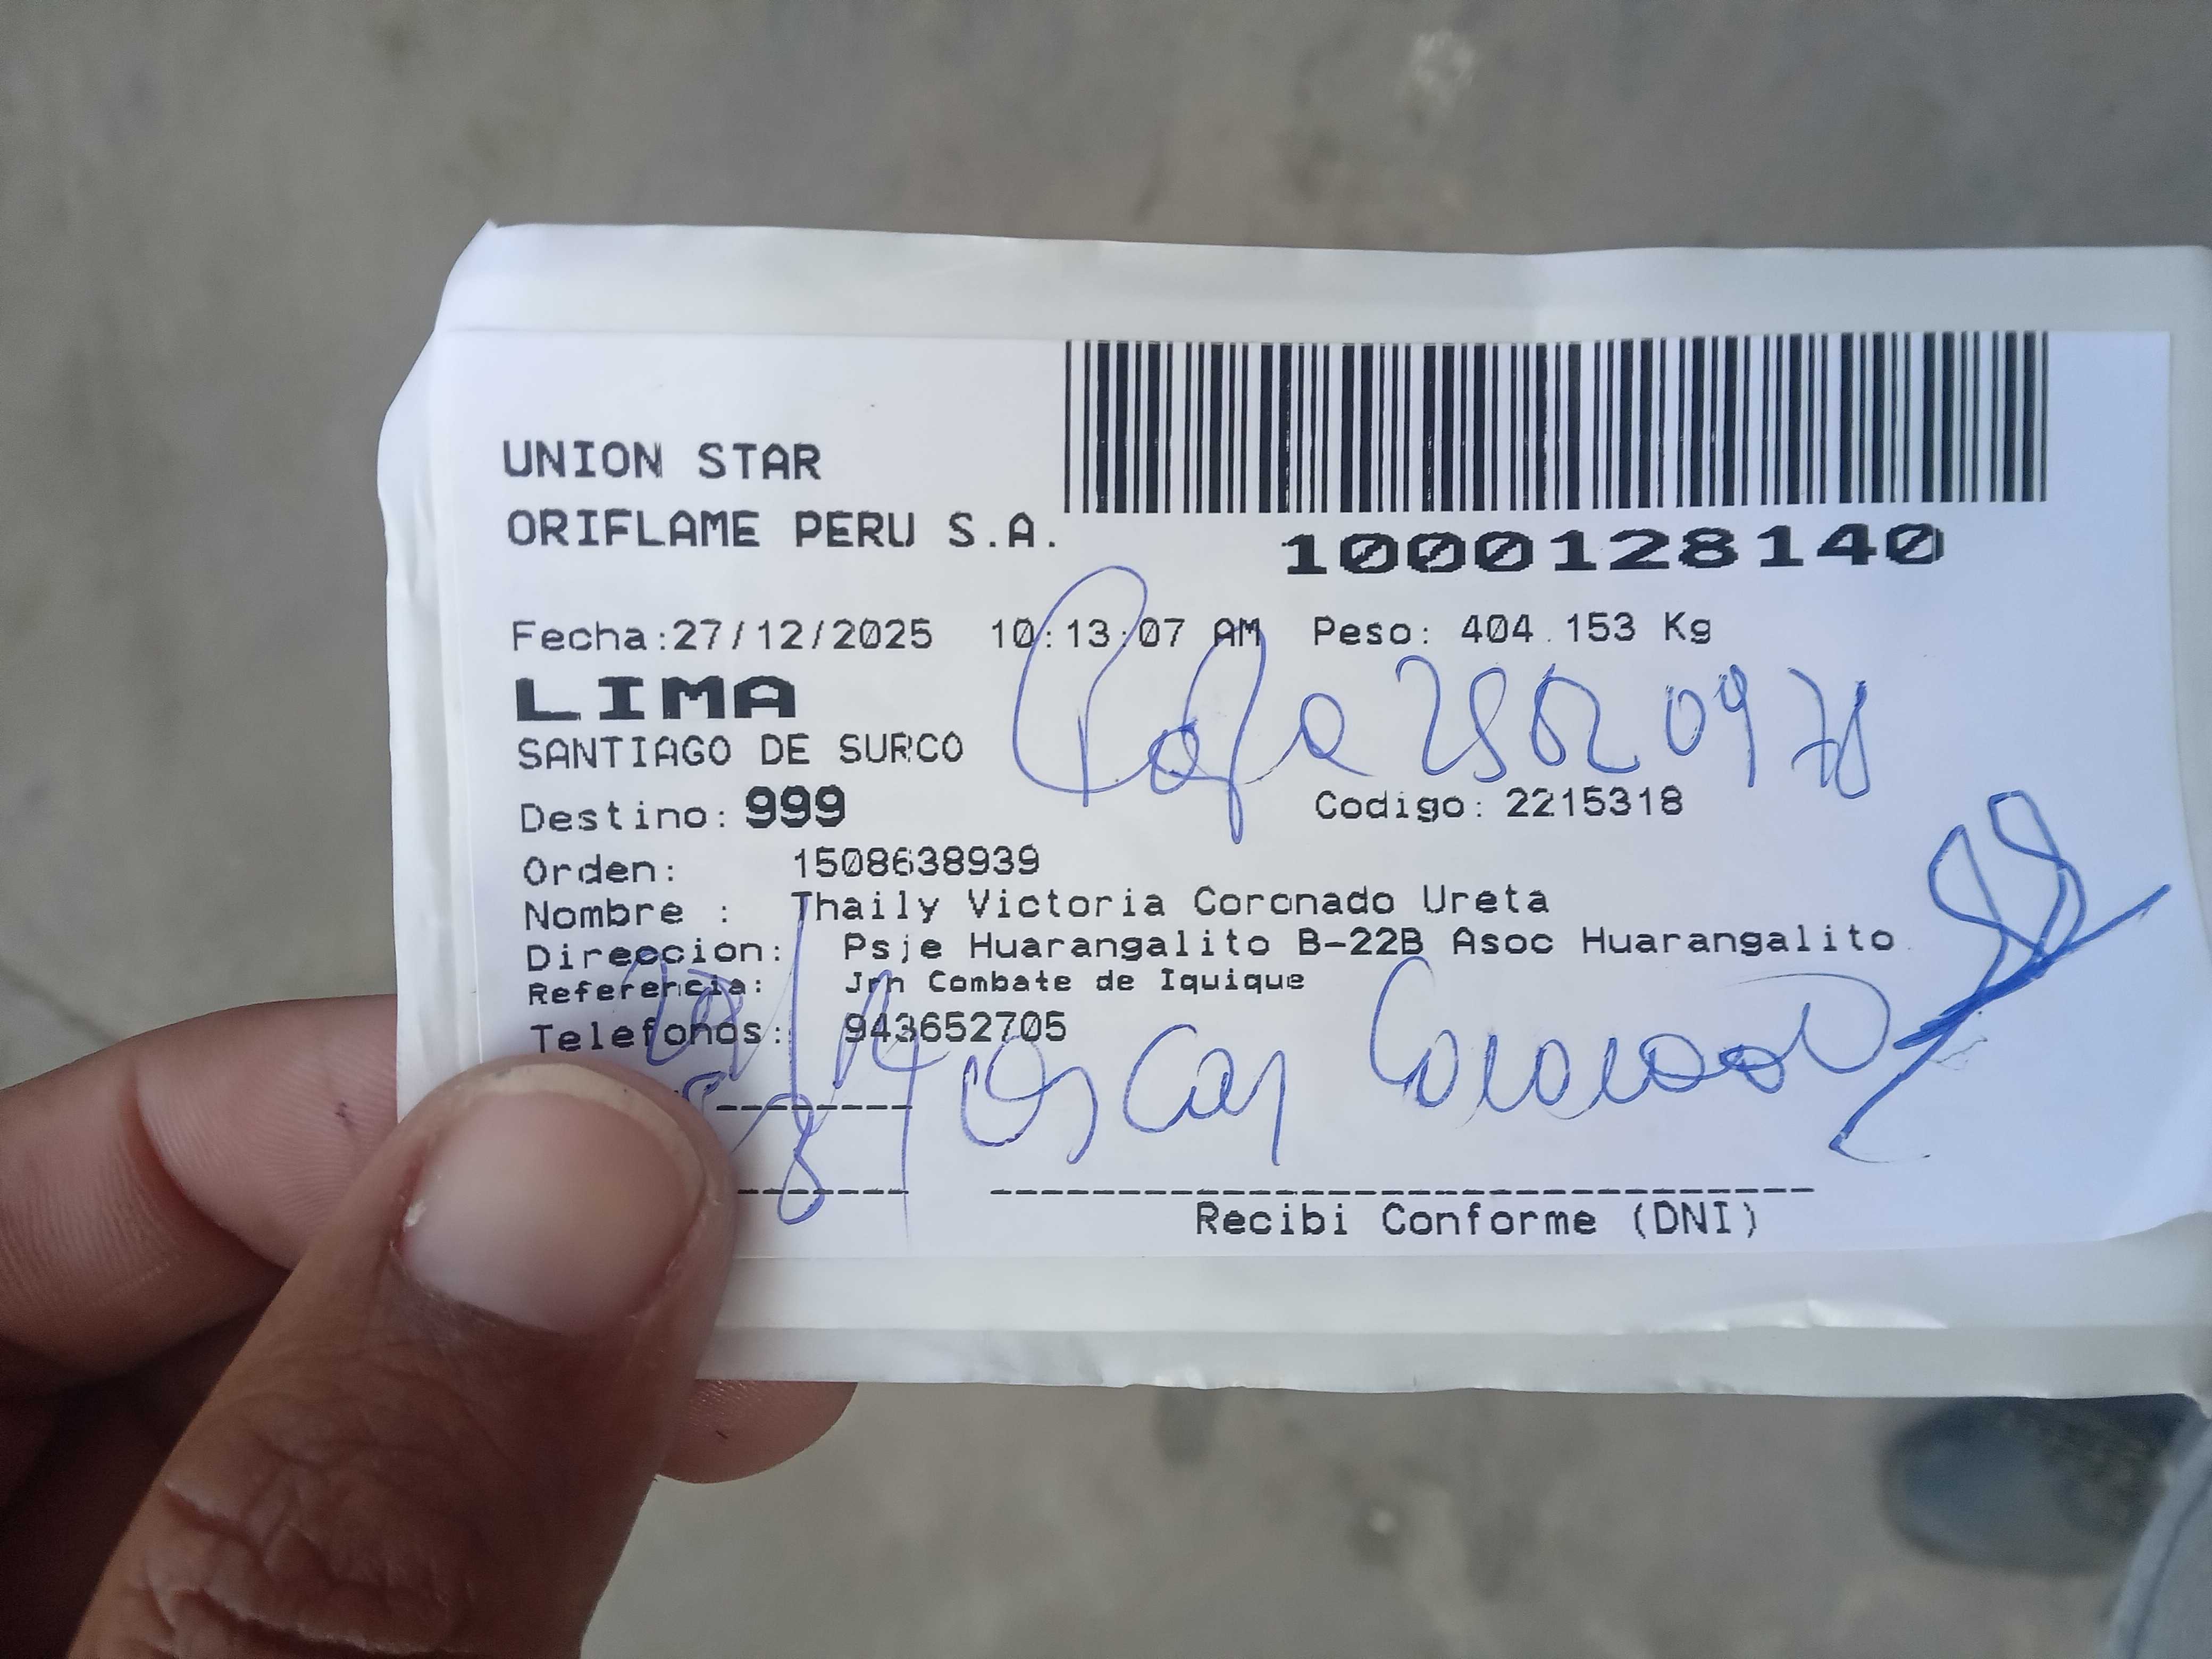 UNION STAR
ORIFLAME PERU S.A.
1000128140
Fecha:27/12/2025 10:13:07 AM Peso: 404.153 Kg
LIMA
SANTIAGO DE SURCO
Destino: 999 Codigo: 2215318
Orden: 1508638939
Nombre : Thaily Victoria Coronado Ureta
Direccion: Psje Huarangalito B-22B Asoc Huarangalito
Referencia: Jrn Combate de Iquique
Telefonos: 943652705
Oscar Coronado
Recibi Conforme (DNI)